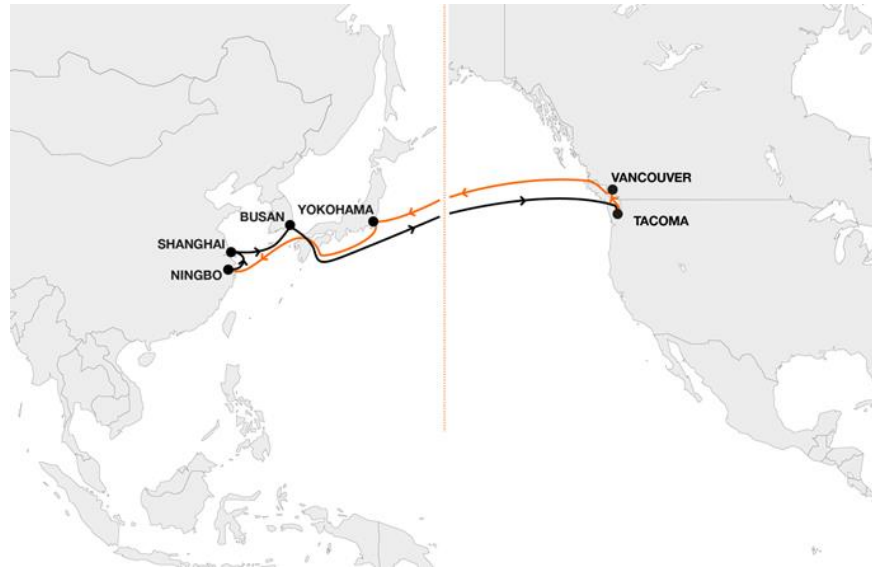 VANCOUVER
BUSAN
YOKOHAMA
TACOMA
SHANGHAI
NINGBO